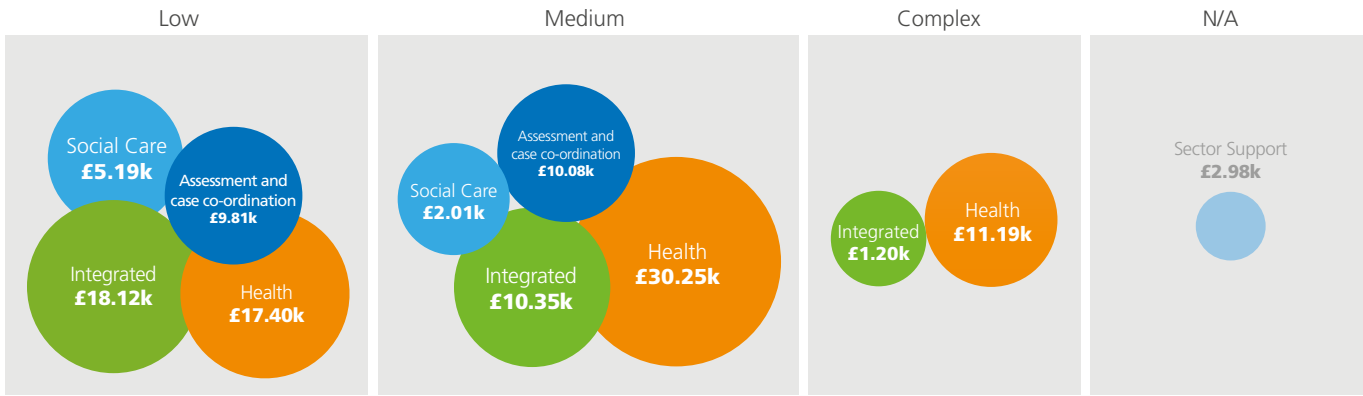 Low
Medium
Complex
N/A
Social Care
£5.19k
Assessment and
case co-ordination
£9.81k
Integrated
£18.12k
Health
£17.40k
Assessment and
case co-ordination
£10.08k
Social Care
£2.01k
Integrated
£10.35k
Health
£30.25k
Integrated
£1.20k
Health
£11.19k
Sector Support
£2.98k